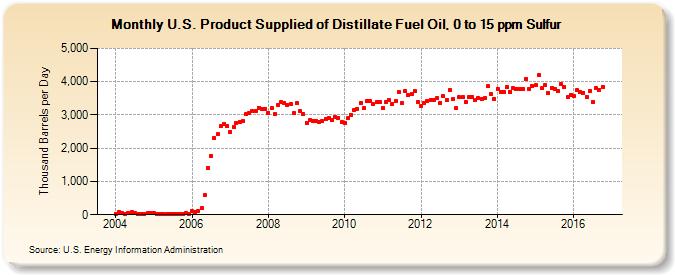 Monthly U.S. Product Supplied of Distillate Fuel Oil, 0 to 15 ppm Sulfur
Thousand Barrels per Day
5,000
4,000
3,000
2,000
1,000
0
2004 2006 2008 2010 2012 2014 2016
Source: U.S. Energy Information Administration